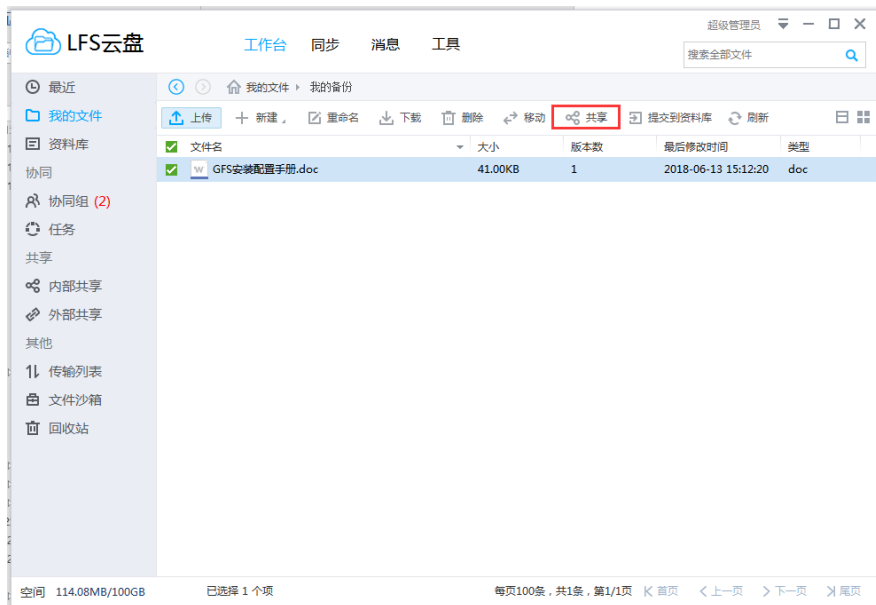 超级管理员
LFS云盘
工作台 同步 消息 工具
搜索全部文件
最近
我的文件
资料库
协同
协同组 (2)
任务
共享
内部共享
外部共享
其他
传输列表
文件沙箱
回收站
我的文件 我的备份
上传 新建 重命名 下载 删除 移动 共享 提交到资料库 刷新
文件名 大小 版本数 最后修改时间 类型
W GFS安装配置手册.doc 41.00KB 1 2018-06-13 15:12:20 doc
空间 114.08MB/100GB 已选择 1 个项 每页100条，共1条，第1/1页 首页 上一页 下一页 尾页